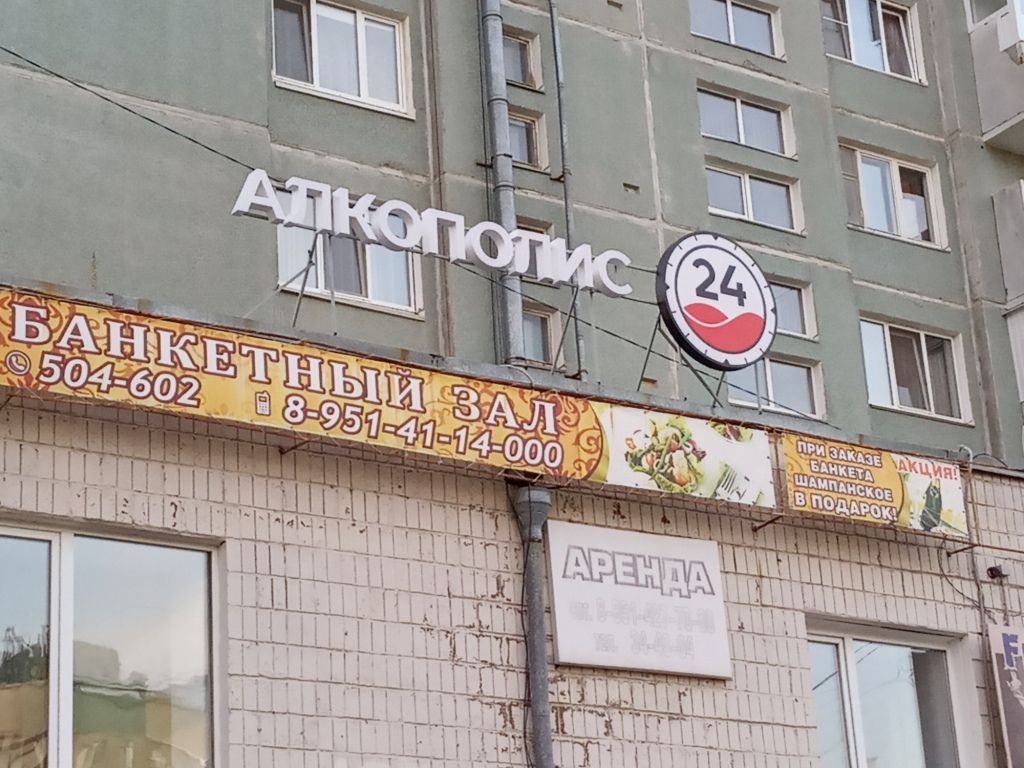 АЛКОПОЛИС
24
БАНКЕТНЫЙ ЗАЛ
504-602
8-951-41-14-000
ПРИ ЗАКАЗЕ
БАНКЕТА
ШАМПАНСКОЕ
В ПОДАРОК!
АКЦИЯ!
АРЕНДА